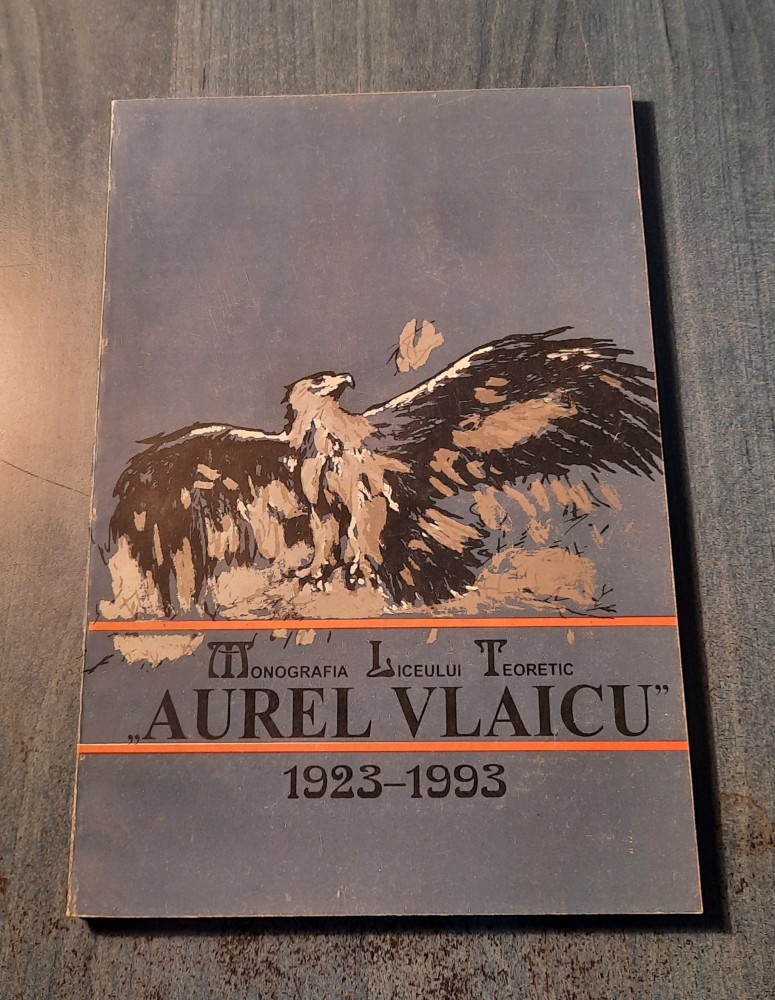 MONOGRAFIA LICEULUI TEORETIC
„AUREL VLAICU”
1923–1993